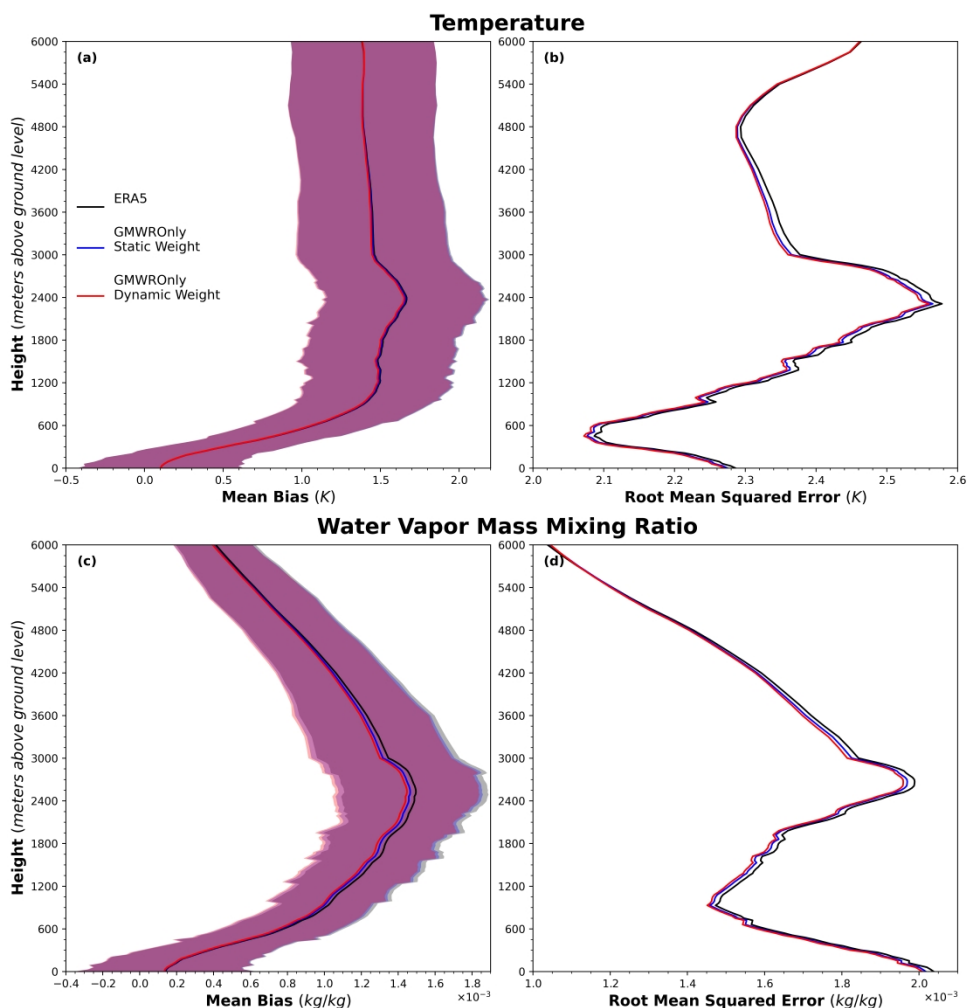 Temperature
(a)
(b)
6000
5400
4800
4200
3600
3000
2400
1800
1200
600
0
Height (meters above ground level)
ERA5
GMWROnly
Static Weight
GMWROnly
Dynamic Weight
−0.5 0.0 0.5 1.0 1.5 2.0
Mean Bias (K)
6000
5400
4800
4200
3600
3000
2400
1800
1200
600
0
2.0 2.1 2.2 2.3 2.4 2.5 2.6
Root Mean Squared Error (K)
Water Vapor Mass Mixing Ratio
(c)
(d)
6000
5400
4800
4200
3600
3000
2400
1800
1200
600
0
Height (meters above ground level)
−0.4 −0.2 0.0 0.2 0.4 0.6 0.8 1.0 1.2 1.4 1.6 1.8
Mean Bias (kg/kg)
×10⁻³
6000
5400
4800
4200
3600
3000
2400
1800
1200
600
0
1.0 1.2 1.4 1.6 1.8 2.0
Root Mean Squared Error (kg/kg)
×10⁻³